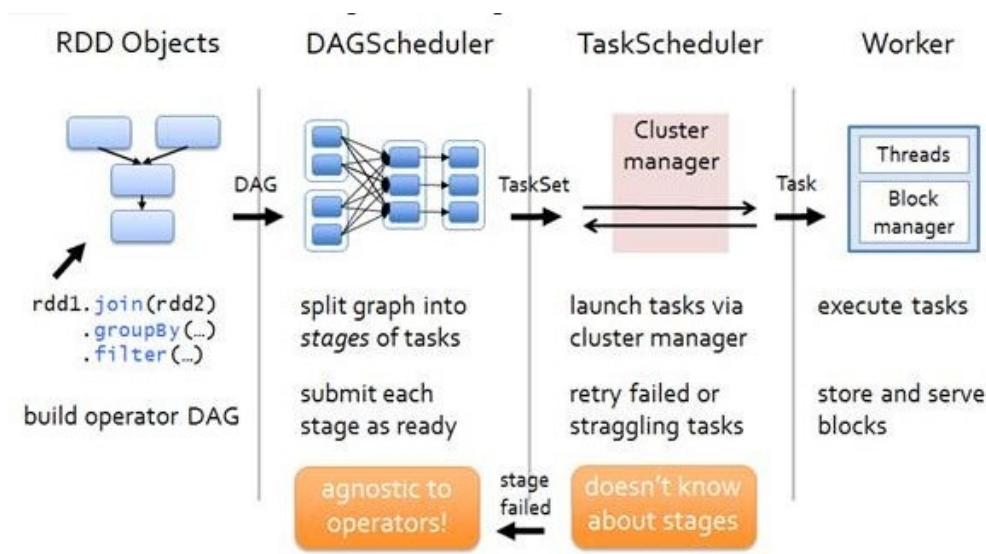 RDD Objects
DAG
rdd1.join(rdd2)
.groupBy(…)
.filter(…)
build operator DAG
DAGScheduler
TaskSet
split graph into
stages of tasks
submit each
stage as ready
agnostic to
operators!
stage
failed
TaskScheduler
Cluster
manager
Task
launch tasks via
cluster manager
retry failed or
straggling tasks
doesn't know
about stages
Worker
Threads
Block
manager
execute tasks
store and serve
blocks